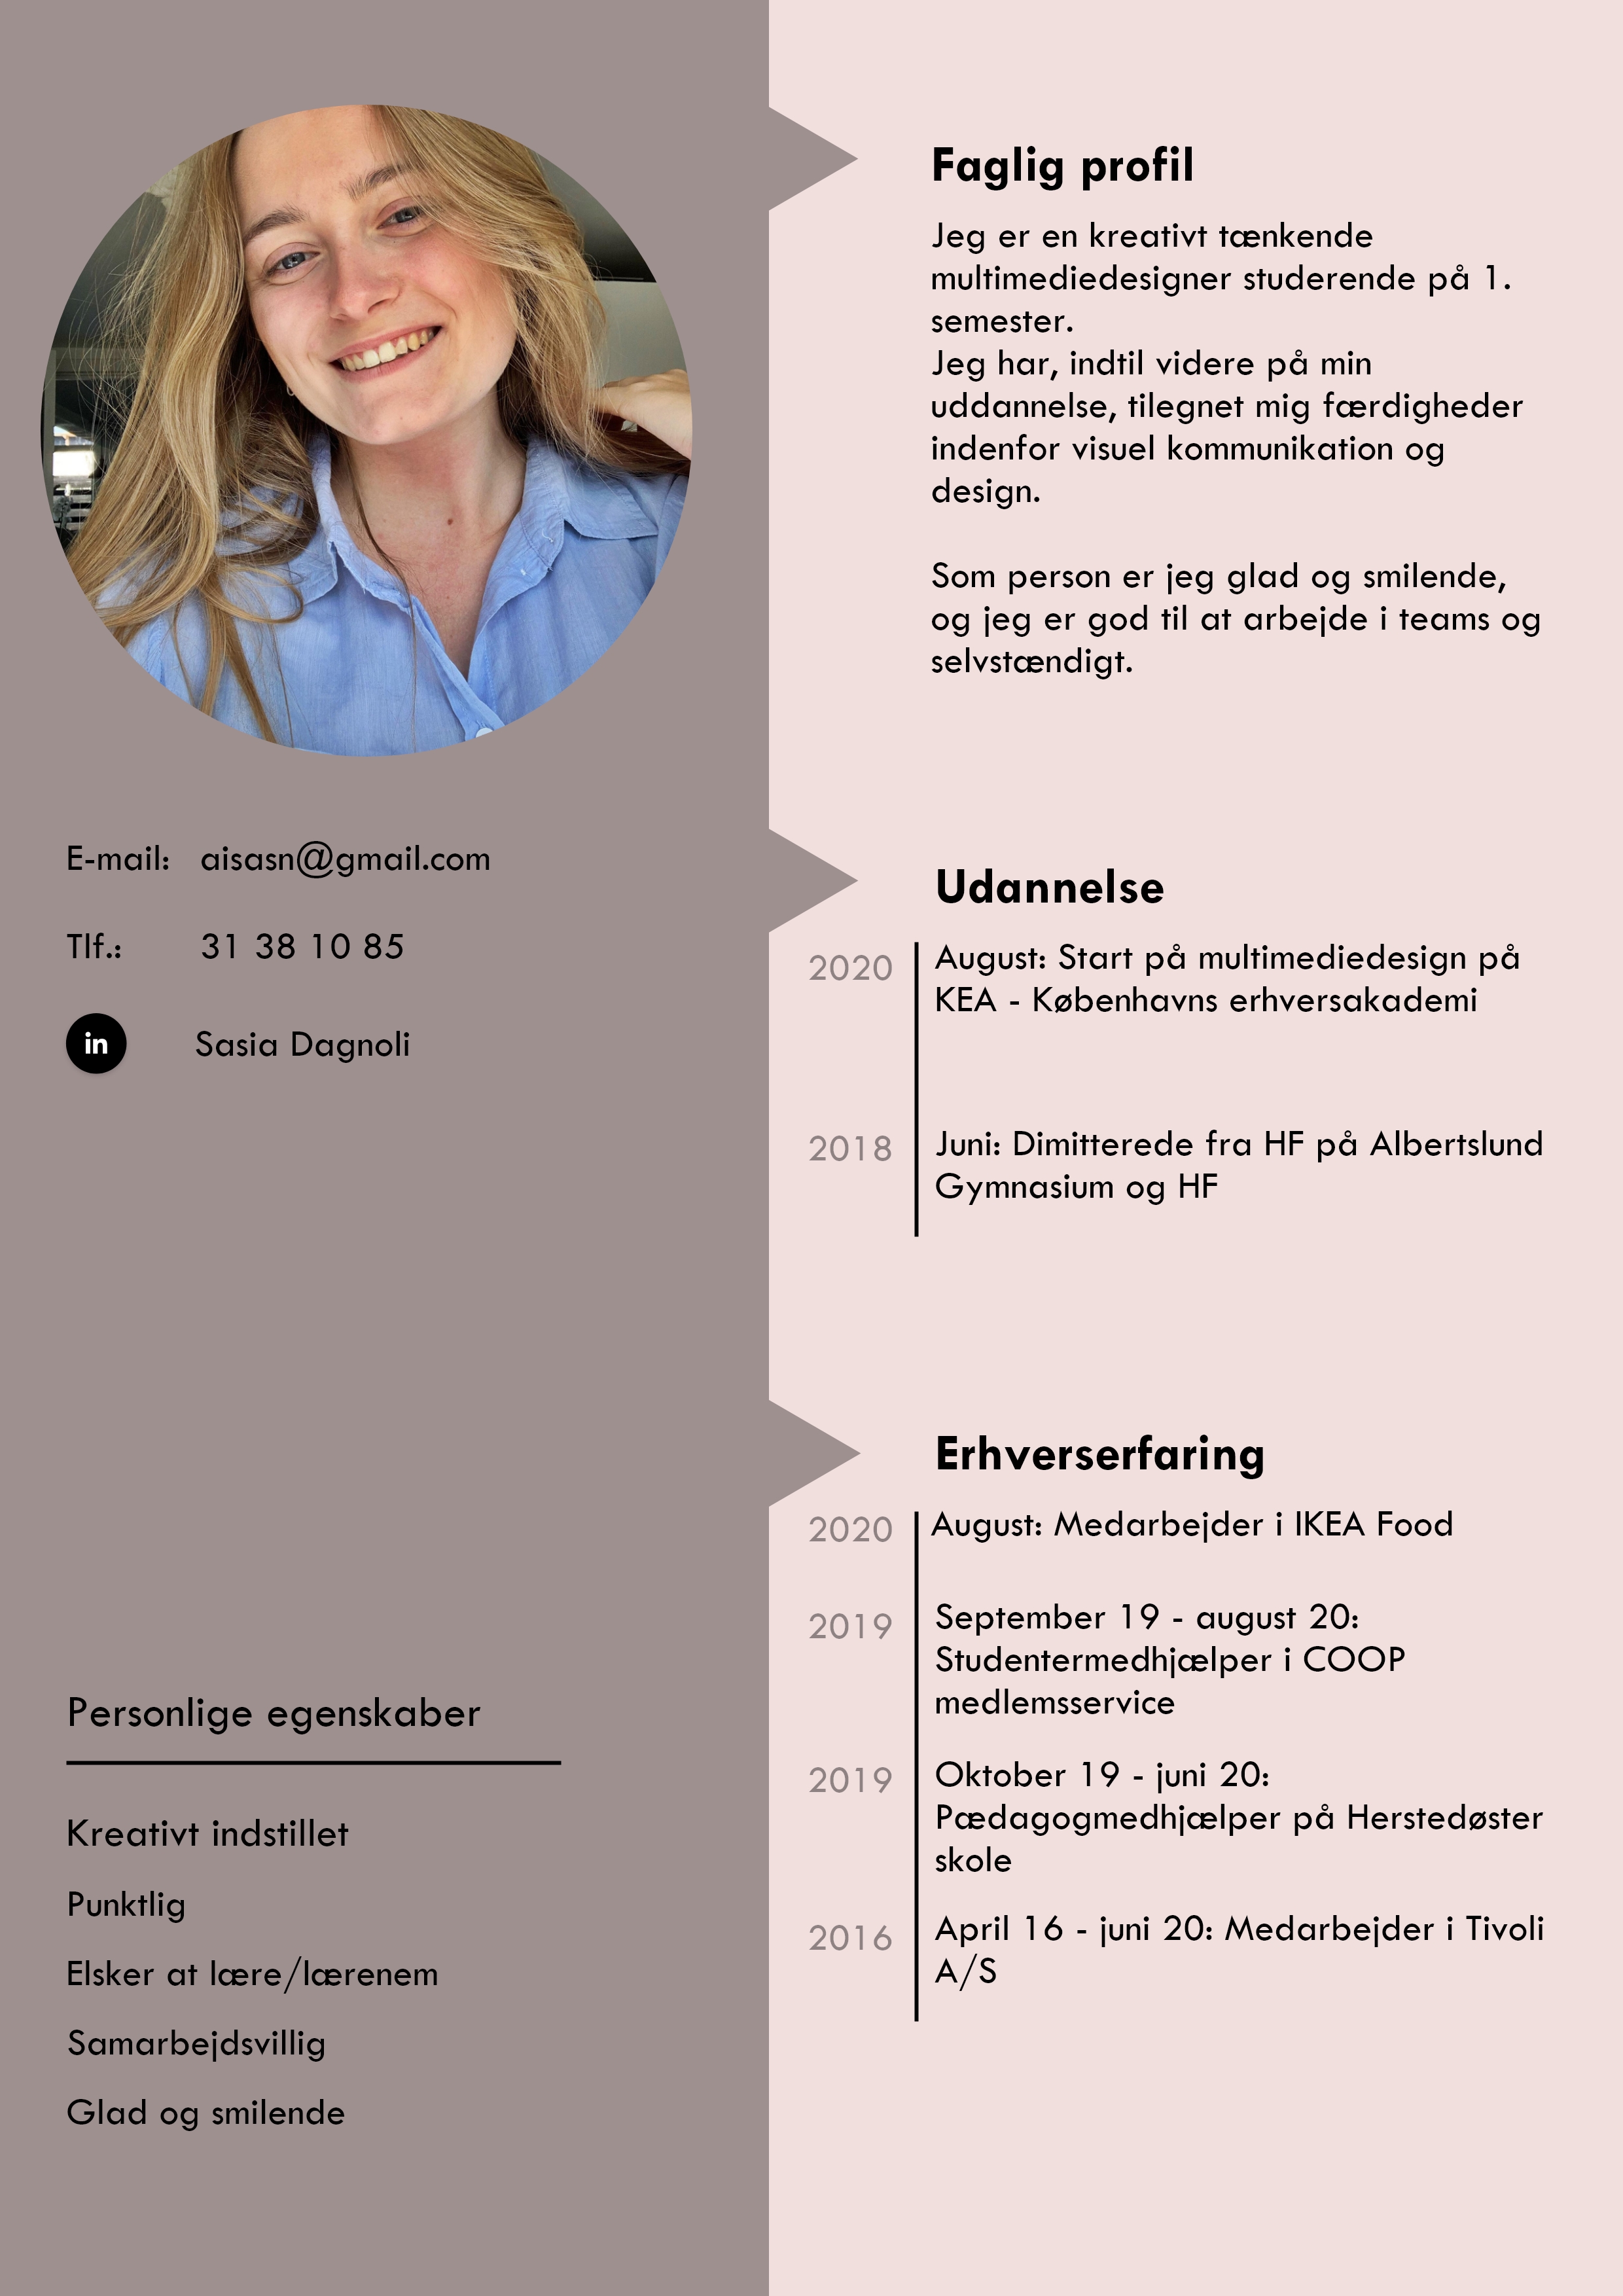 E-mail: aisasn@gmail.com
Tlf.: 31 38 10 85
in Sasia Dagnoli
Personlige egenskaber
Kreativt indstillet
Punktlig
Elsker at lære/lærenem
Samarbejdsvillig
Glad og smilende
Faglig profil
Jeg er en kreativt tænkende
multimediedesigner studerende på 1.
semester.
Jeg har, indtil videre på min
uddannelse, tilegnet mig færdigheder
indenfor visuel kommunikation og
design.
Som person er jeg glad og smilende,
og jeg er god til at arbejde i teams og
selvstændigt.
Udannelse
2020 August: Start på multimediedesign på
KEA - Københavns erhversakademi
2018 Juni: Dimitterede fra HF på Albertslund
Gymnasium og HF
Erhverserfaring
2020 August: Medarbejder i IKEA Food
2019 September 19 - august 20:
Studentermedhjælper i COOP
medlemsservice
2019 Oktober 19 - juni 20:
Pædagogmedhjælper på Herstedøster
skole
2016 April 16 - juni 20: Medarbejder i Tivoli
A/S